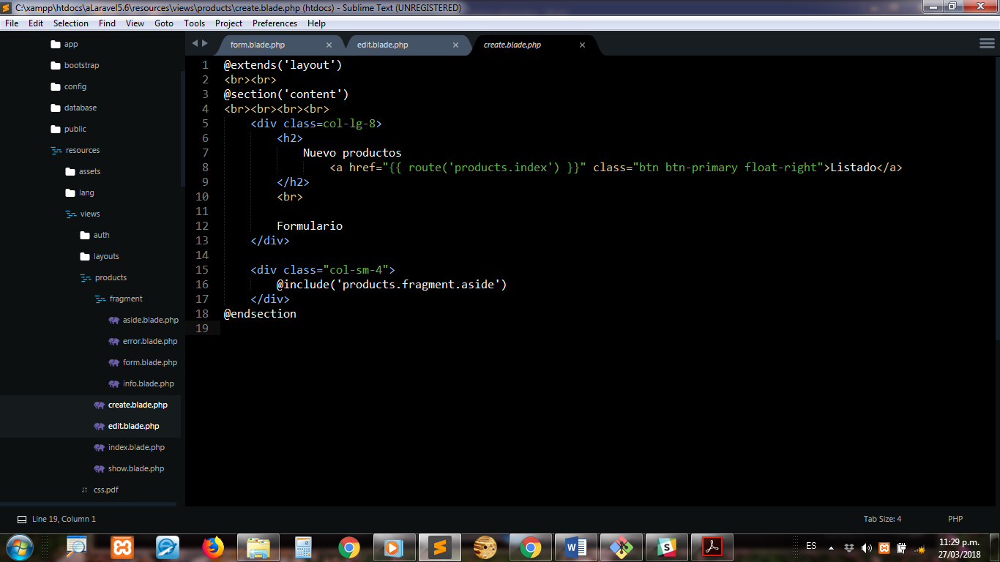 C:\xampp\htdocs\aLaravel5.6\resources\views\products\create.blade.php (htdocs) - Sublime Text (UNREGISTERED)
File Edit Selection Find View Goto Tools Project Preferences Help
app
bootstrap
config
database
public
resources
assets
lang
views
auth
layouts
products
fragment
aside.blade.php
error.blade.php
form.blade.php
info.blade.php
create.blade.php
edit.blade.php
index.blade.php
show.blade.php
css.pdf
form.blade.php × edit.blade.php × create.blade.php ×
1 @extends('layout')
2 <br><br>
3 @section('content')
4 <br><br><br><br>
5     <div class=col-lg-8>
6         <h2>
7             Nuevo productos
8                 <a href="{{ route('products.index') }}" class="btn btn-primary float-right">Listado</a>
9         </h2>
10         <br>
11
12         Formulario
13     </div>
14
15     <div class="col-sm-4">
16         @include('products.fragment.aside')
17     </div>
18 @endsection
19
Line 19, Column 1 Tab Size: 4 PHP
ES 11:29 p.m.
27/03/2018